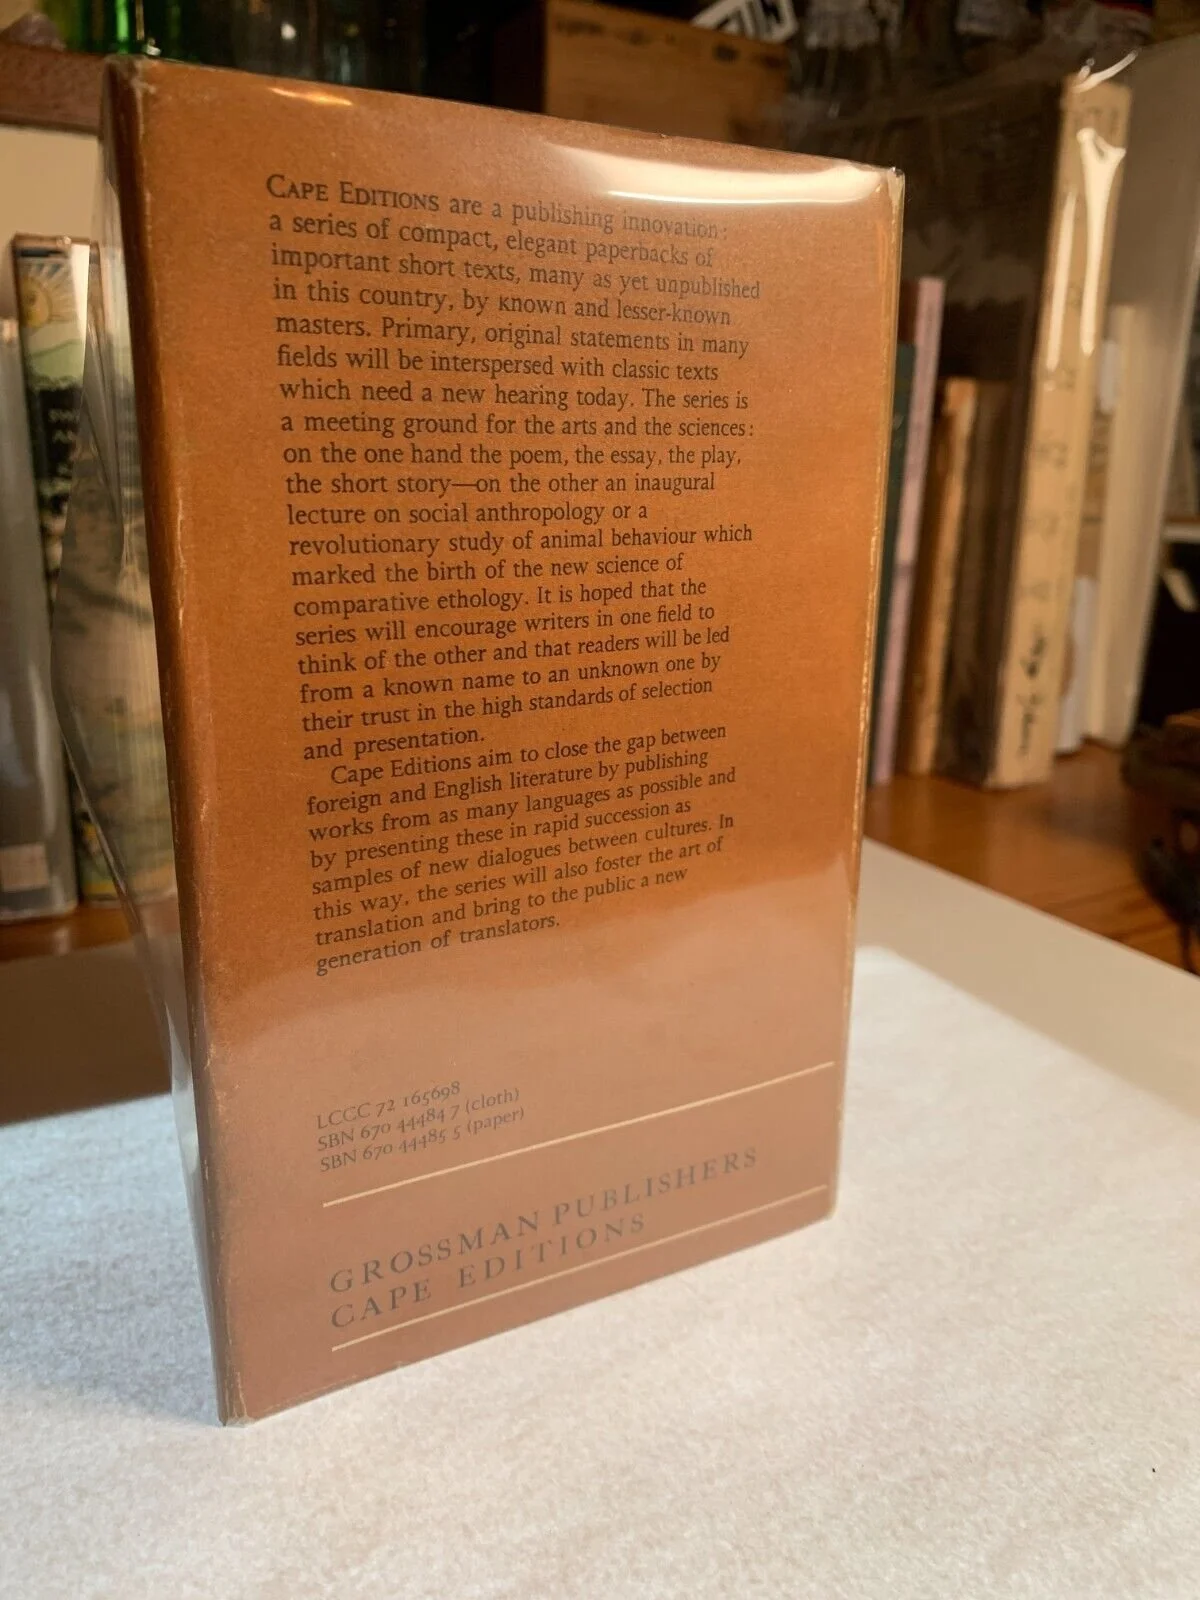 CAPE EDITIONS are a publishing innovation:
a series of compact, elegant paperbacks of
important short texts, many as yet unpublished
in this country, by known and lesser-known
masters. Primary, original statements in many
fields will be interspersed with classic texts
which need a new hearing today. The series is
a meeting ground for the arts and the sciences:
on the one hand the poem, the essay, the play,
the short story—on the other an inaugural
lecture on social anthropology or a
revolutionary study of animal behaviour which
marked the birth of the new science of
comparative ethology. It is hoped that the
series will encourage writers in one field to
think of the other and that readers will be led
from a known name to an unknown one by
their trust in the high standards of selection
and presentation.
Cape Editions aim to close the gap between
foreign and English literature by publishing
works from as many languages as possible and
by presenting these in rapid succession as
samples of new dialogues between cultures. In
this way, the series will also foster the art of
translation and bring to the public a new
generation of translators.
LCCC 72 165698
SBN 670 44484 7 (cloth)
SBN 670 44485 5 (paper)
GROSSMAN PUBLISHERS
CAPE EDITIONS